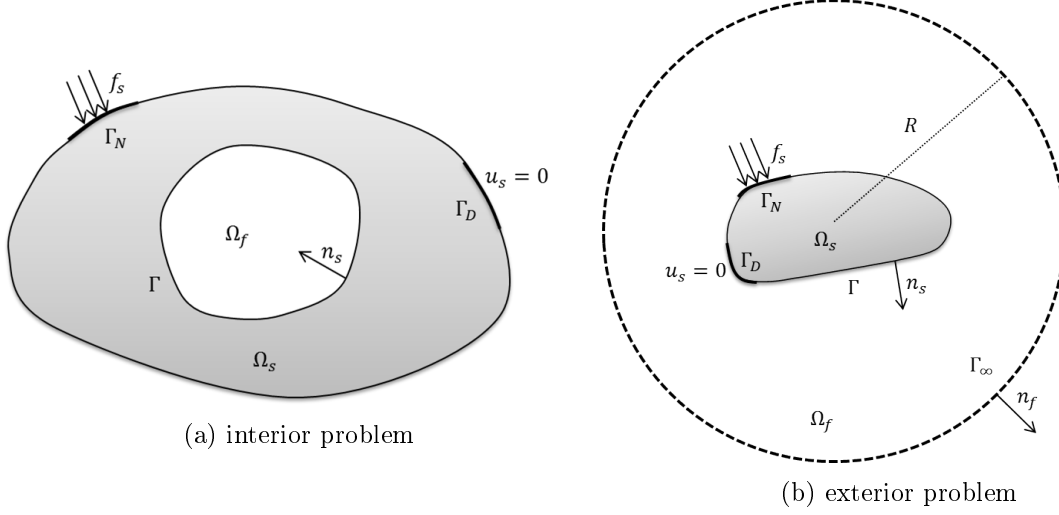 f_s
Γ_N
u_s = 0
Γ_D
Ω_f
n_s
Γ
Ω_s
(a) interior problem
R
f_s
Γ_N
Ω_s
Γ_D
u_s = 0
Γ
n_s
Γ_∞
n_f
Ω_f
(b) exterior problem